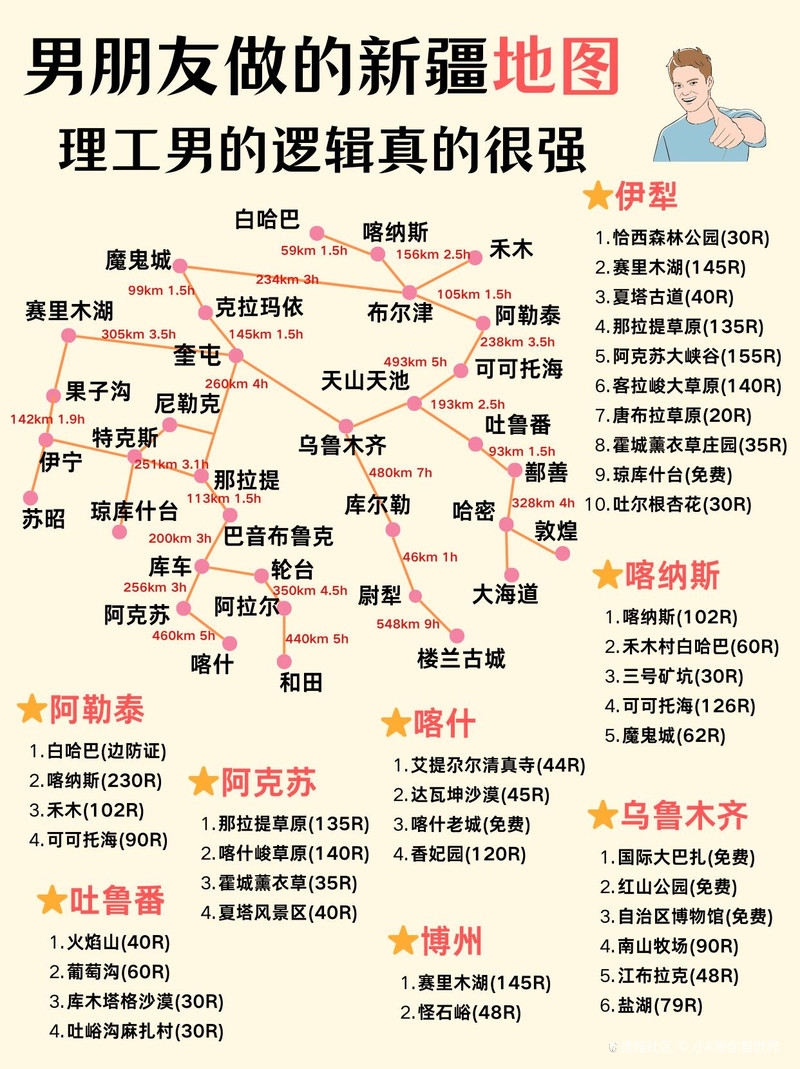 男朋友做的新疆地图
理工男的逻辑真的很强
白哈巴
喀纳斯
禾木
59km 1.5h
156km 2.5h
魔鬼城
234km 3h
99km 1.5h
克拉玛依
布尔津
105km 1.5h
阿勒泰
赛里木湖
305km 3.5h
145km 1.5h
238km 3.5h
奎屯
493km 5h
可可托海
260km 4h
天山天池
果子沟
尼勒克
193km 2.5h
142km 1.9h
特克斯
乌鲁木齐
吐鲁番
伊宁
251km 3.1h
93km 1.5h
那拉提
480km 7h
鄯善
113km 1.5h
库尔勒
哈密
328km 4h
苏昭
琼库什台
巴音布鲁克
敦煌
200km 3h
46km 1h
库车
轮台
大海道
256km 3h
350km 4.5h
尉犁
阿克苏
阿拉尔
548km 9h
460km 5h
440km 5h
喀什
楼兰古城
和田
伊犁
1.恰西森林公园(30R)
2.赛里木湖(145R)
3.夏塔古道(40R)
4.那拉提草原(135R)
5.阿克苏大峡谷(155R)
6.客拉峻大草原(140R)
7.唐布拉草原(20R)
8.霍城薰衣草庄园(35R)
9.琼库什台(免费)
10.吐尔根杏花(30R)
喀纳斯
1.喀纳斯(102R)
2.禾木村白哈巴(60R)
3.三号矿坑(30R)
4.可可托海(126R)
5.魔鬼城(62R)
阿勒泰
1.白哈巴(边防证)
2.喀纳斯(230R)
3.禾木(102R)
4.可可托海(90R)
阿克苏
1.那拉提草原(135R)
2.喀什峻草原(140R)
3.霍城薰衣草(35R)
4.夏塔风景区(40R)
喀什
1.艾提尕尔清真寺(44R)
2.达瓦坤沙漠(45R)
3.喀什老城(免费)
4.香妃园(120R)
乌鲁木齐
1.国际大巴扎(免费)
2.红山公园(免费)
3.自治区博物馆(免费)
4.南山牧场(90R)
5.江布拉克(48R)
6.盐湖(79R)
吐鲁番
1.火焰山(40R)
2.葡萄沟(60R)
3.库木塔格沙漠(30R)
4.吐峪沟麻扎村(30R)
博州
1.赛里木湖(145R)
2.怪石峪(48R)